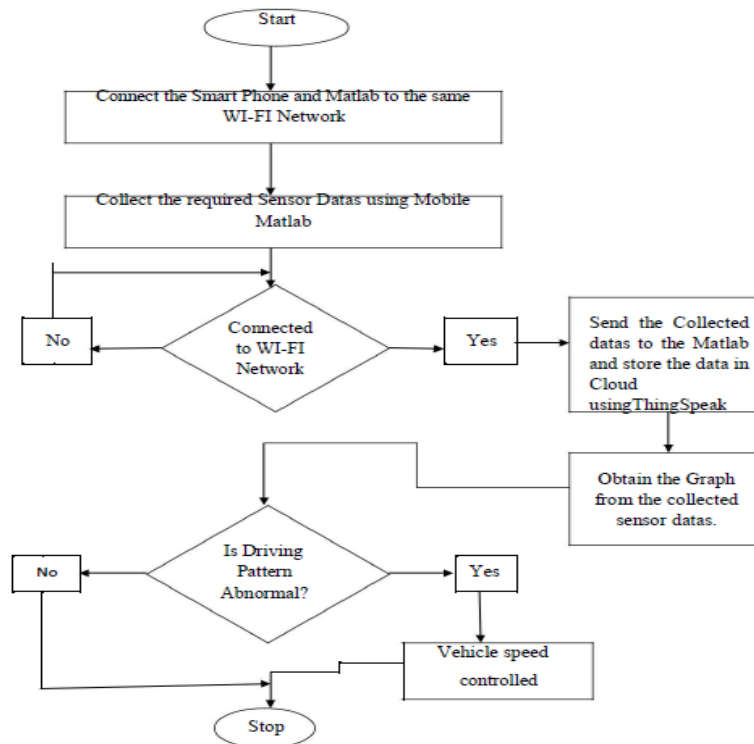 Start
Connect the Smart Phone and Matlab to the same
WI-FI Network
Collect the required Sensor Datas using Mobile
Matlab
No
Connected
to WI-FI
Network
Yes
Send the Collected
datas to the Matlab
and store the data in
Cloud
usingThingSpeak
Obtain the Graph
from the collected
sensor datas.
No
Is Driving
Pattern
Abnormal?
Yes
Vehicle speed
controlled
Stop